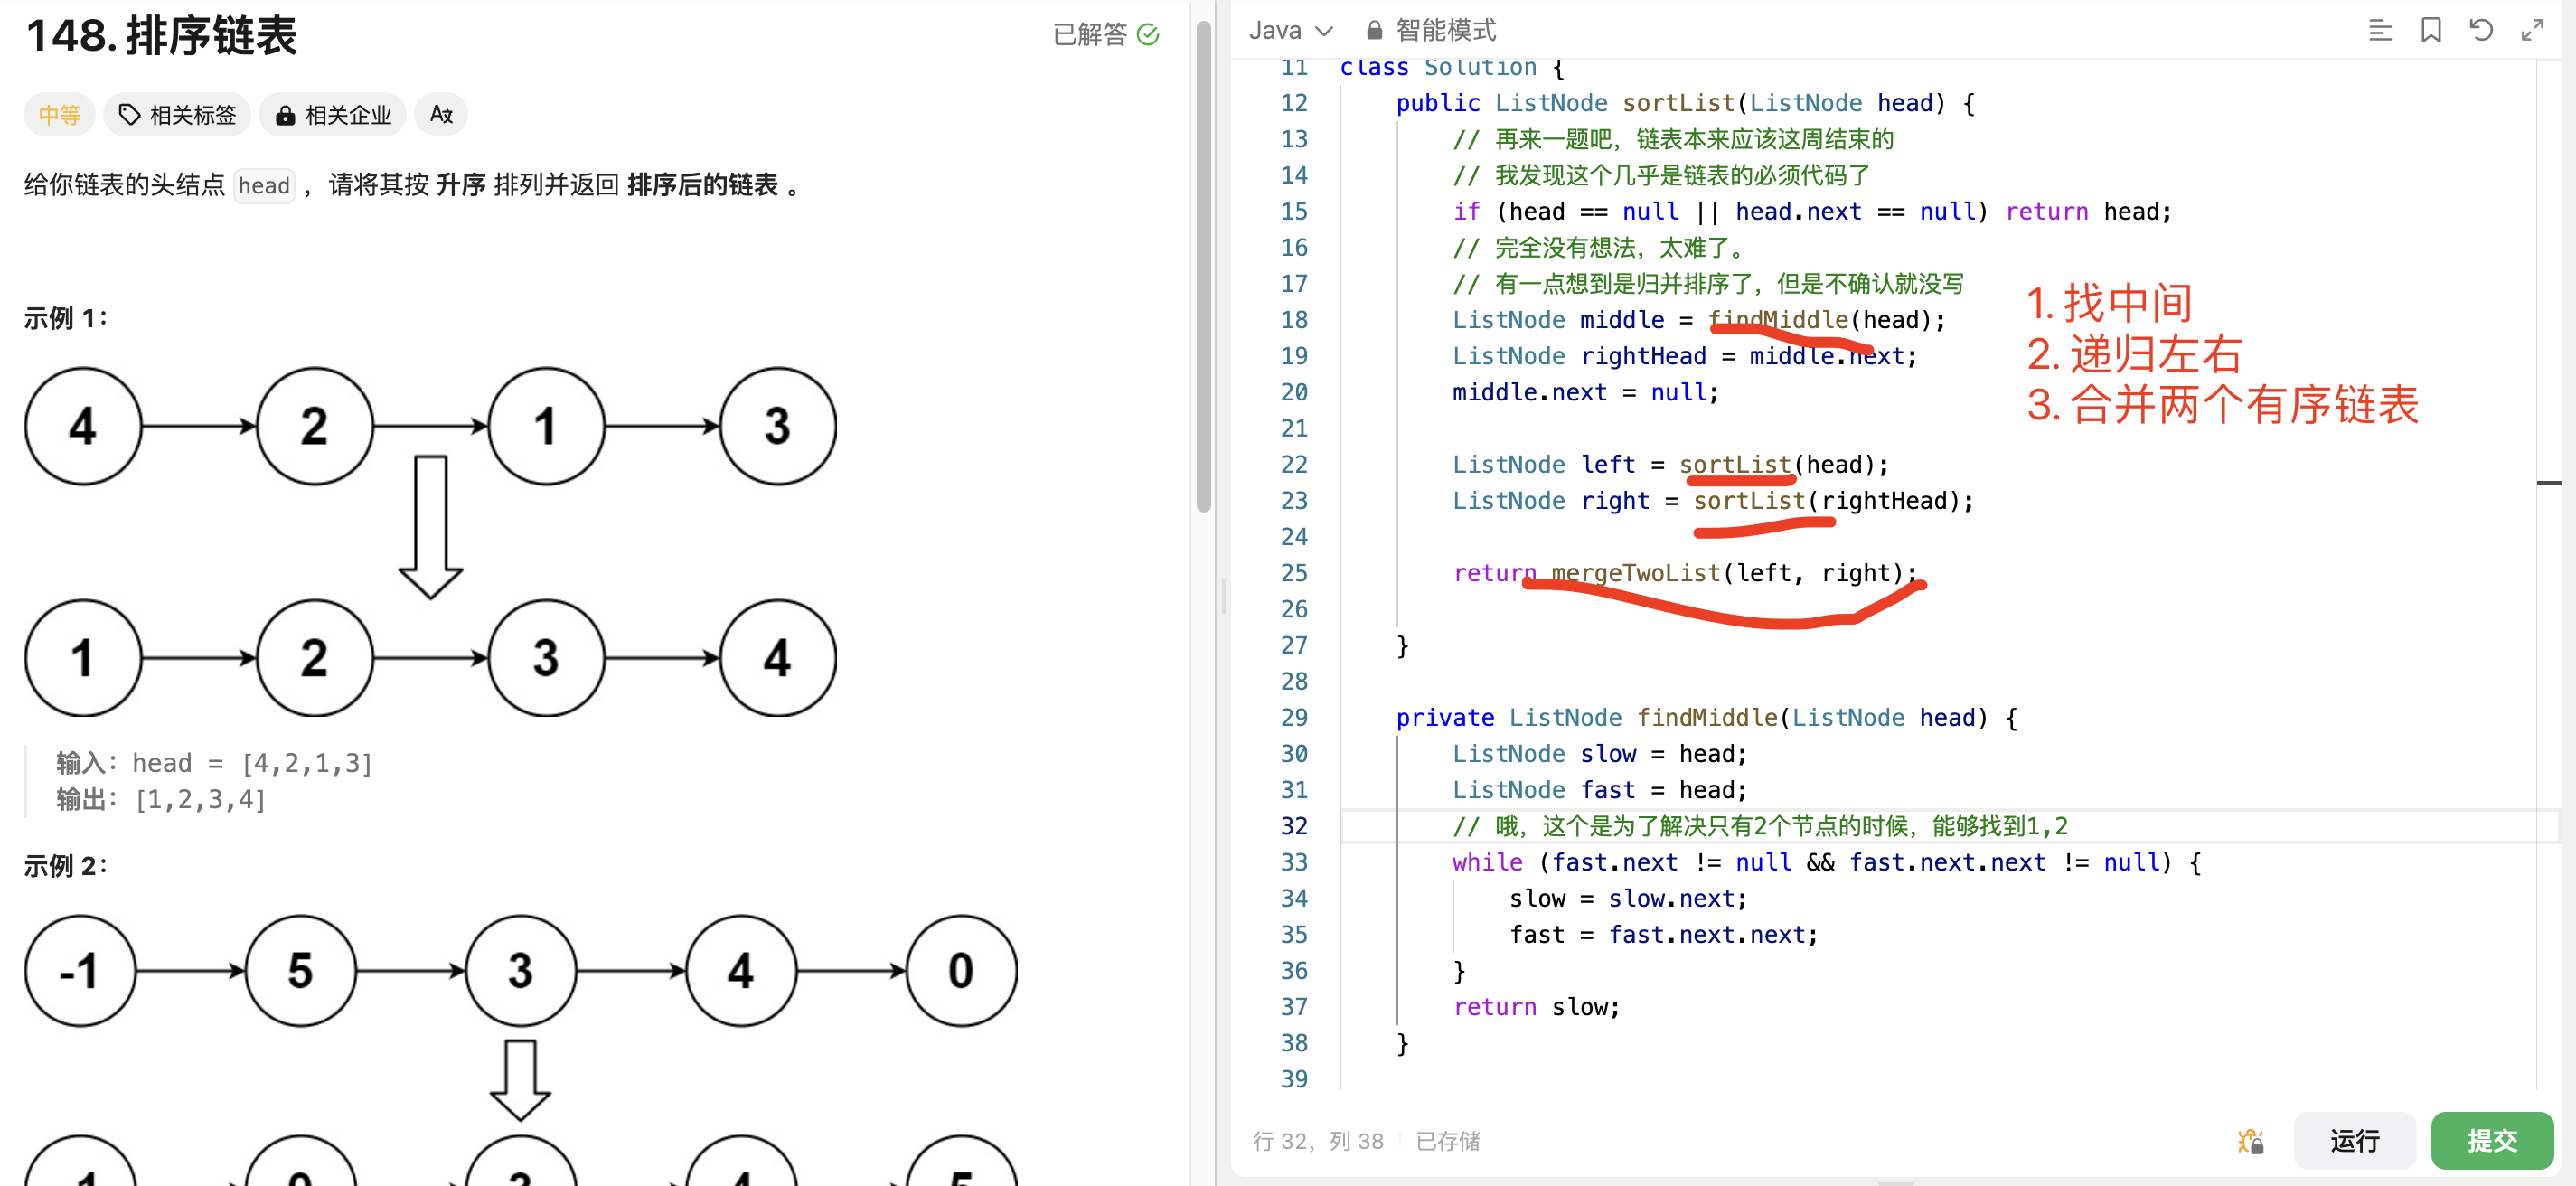 148. 排序链表
已解答
中等
相关标签
相关企业
给你链表的头结点 head ，请将其按 升序 排列并返回 排序后的链表 。
示例 1：
4
2
1
3
1
2
3
4
输入：head = [4,2,1,3]
输出：[1,2,3,4]
示例 2：
-1
5
3
4
0
Java
智能模式
11 class Solution {
12 public ListNode sortList(ListNode head) {
13 // 再来一题吧，链表本来应该这周结束的
14 // 我发现这个几乎是链表的必须代码了
15 if (head == null || head.next == null) return head;
16 // 完全没有想法，太难了。
17 // 有一点想到是归并排序了，但是不确认就没写
18 ListNode middle = findMiddle(head);
19 ListNode rightHead = middle.next;
20 middle.next = null;
21
22 ListNode left = sortList(head);
23 ListNode right = sortList(rightHead);
24
25 return mergeTwoList(left, right);
26
27 }
28
29 private ListNode findMiddle(ListNode head) {
30 ListNode slow = head;
31 ListNode fast = head;
32 // 哦，这个是为了解决只有2个节点的时候，能够找到1,2
33 while (fast.next != null && fast.next.next != null) {
34 slow = slow.next;
35 fast = fast.next.next;
36 }
37 return slow;
38 }
39
1. 找中间
2. 递归左右
3. 合并两个有序链表
行 32，列 38
已存储
运行
提交